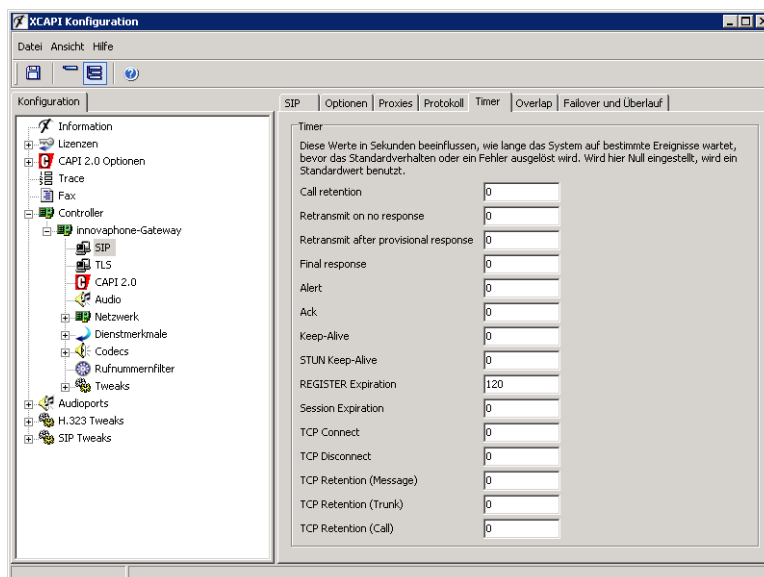 XCAPI Konfiguration
Datei Ansicht Hilfe
Konfiguration
SIP Optionen Proxies Protokoll Timer Overlap Failover und Überlauf
Information
Lizenzen
CAPI 2.0 Optionen
Trace
Fax
Controller
innovaphone-Gateway
SIP
TLS
CAPI 2.0
Audio
Netzwerk
Dienstmerkmale
Codecs
Rufnummernfilter
Tweaks
Audioports
H.323 Tweaks
SIP Tweaks
Timer
Diese Werte in Sekunden beeinflussen, wie lange das System auf bestimmte Ereignisse wartet,
bevor das Standardverhalten oder ein Fehler ausgelöst wird. Wird hier Null eingestellt, wird ein
Standardwert benutzt.
Call retention 0
Retransmit on no response 0
Retransmit after provisional response 0
Final response 0
Alert 0
Ack 0
Keep-Alive 0
STUN Keep-Alive 0
REGISTER Expiration 120
Session Expiration 0
TCP Connect 0
TCP Disconnect 0
TCP Retention (Message) 0
TCP Retention (Trunk) 0
TCP Retention (Call) 0